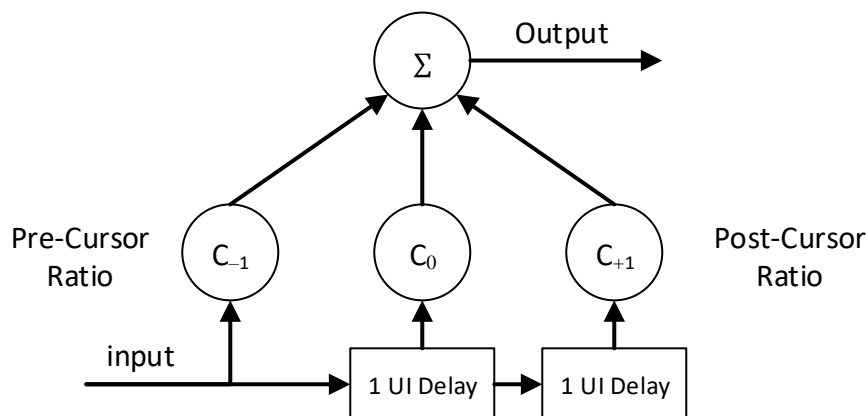 Output
Σ
Pre-Cursor
Ratio
C−1
C0
C+1
Post-Cursor
Ratio
input
1 UI Delay
1 UI Delay